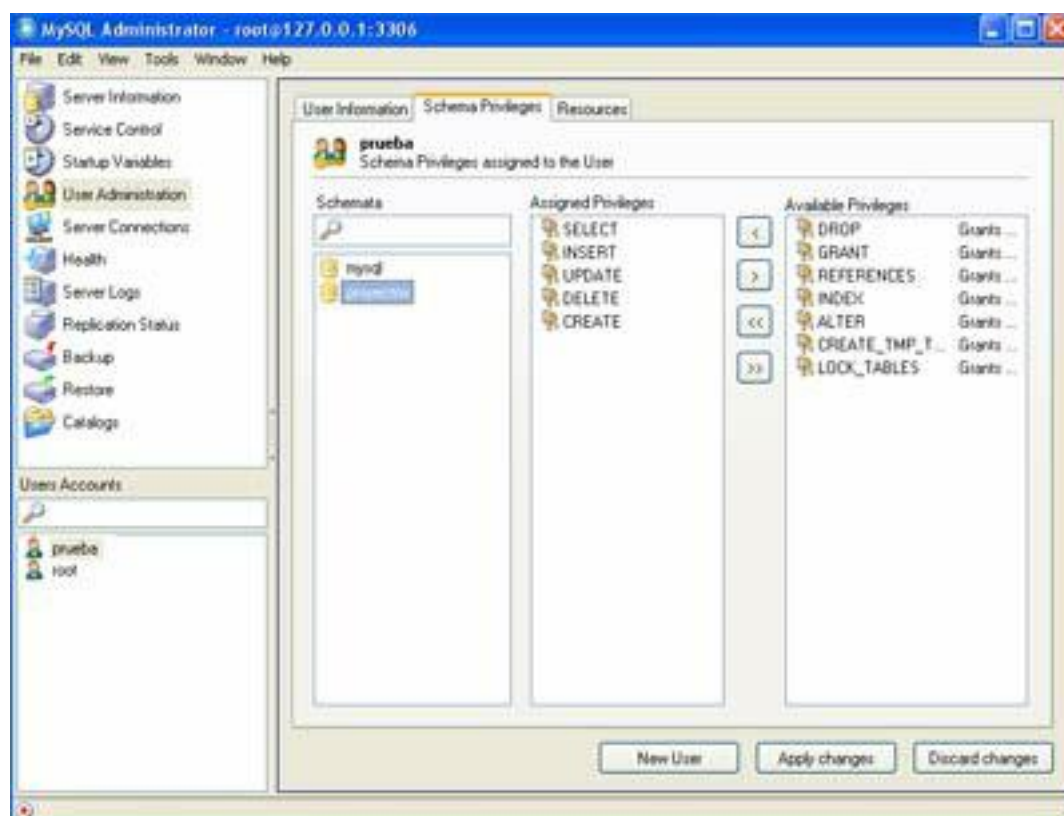 MySQL Administrator - root@127.0.0.1:3306
File Edit View Tools Window Help
Server Information
Service Control
Startup Variables
User Administration
Server Connections
Health
Server Logs
Replication Status
Backup
Restore
Catalogs
Users Accounts
prueba
root
User Information Schema Privileges Resources
prueba
Schema Privileges assigned to the User
Schemata
mysql
Assigned Privileges
SELECT
INSERT
UPDATE
DELETE
CREATE
<
>
<<
>>
Available Privileges
DROP Grants ...
GRANT Grants ...
REFERENCES Grants ...
INDEX Grants ...
ALTER Grants ...
CREATE_TMP_T... Grants ...
LOCK_TABLES Grants ...
New User Apply changes Discard changes